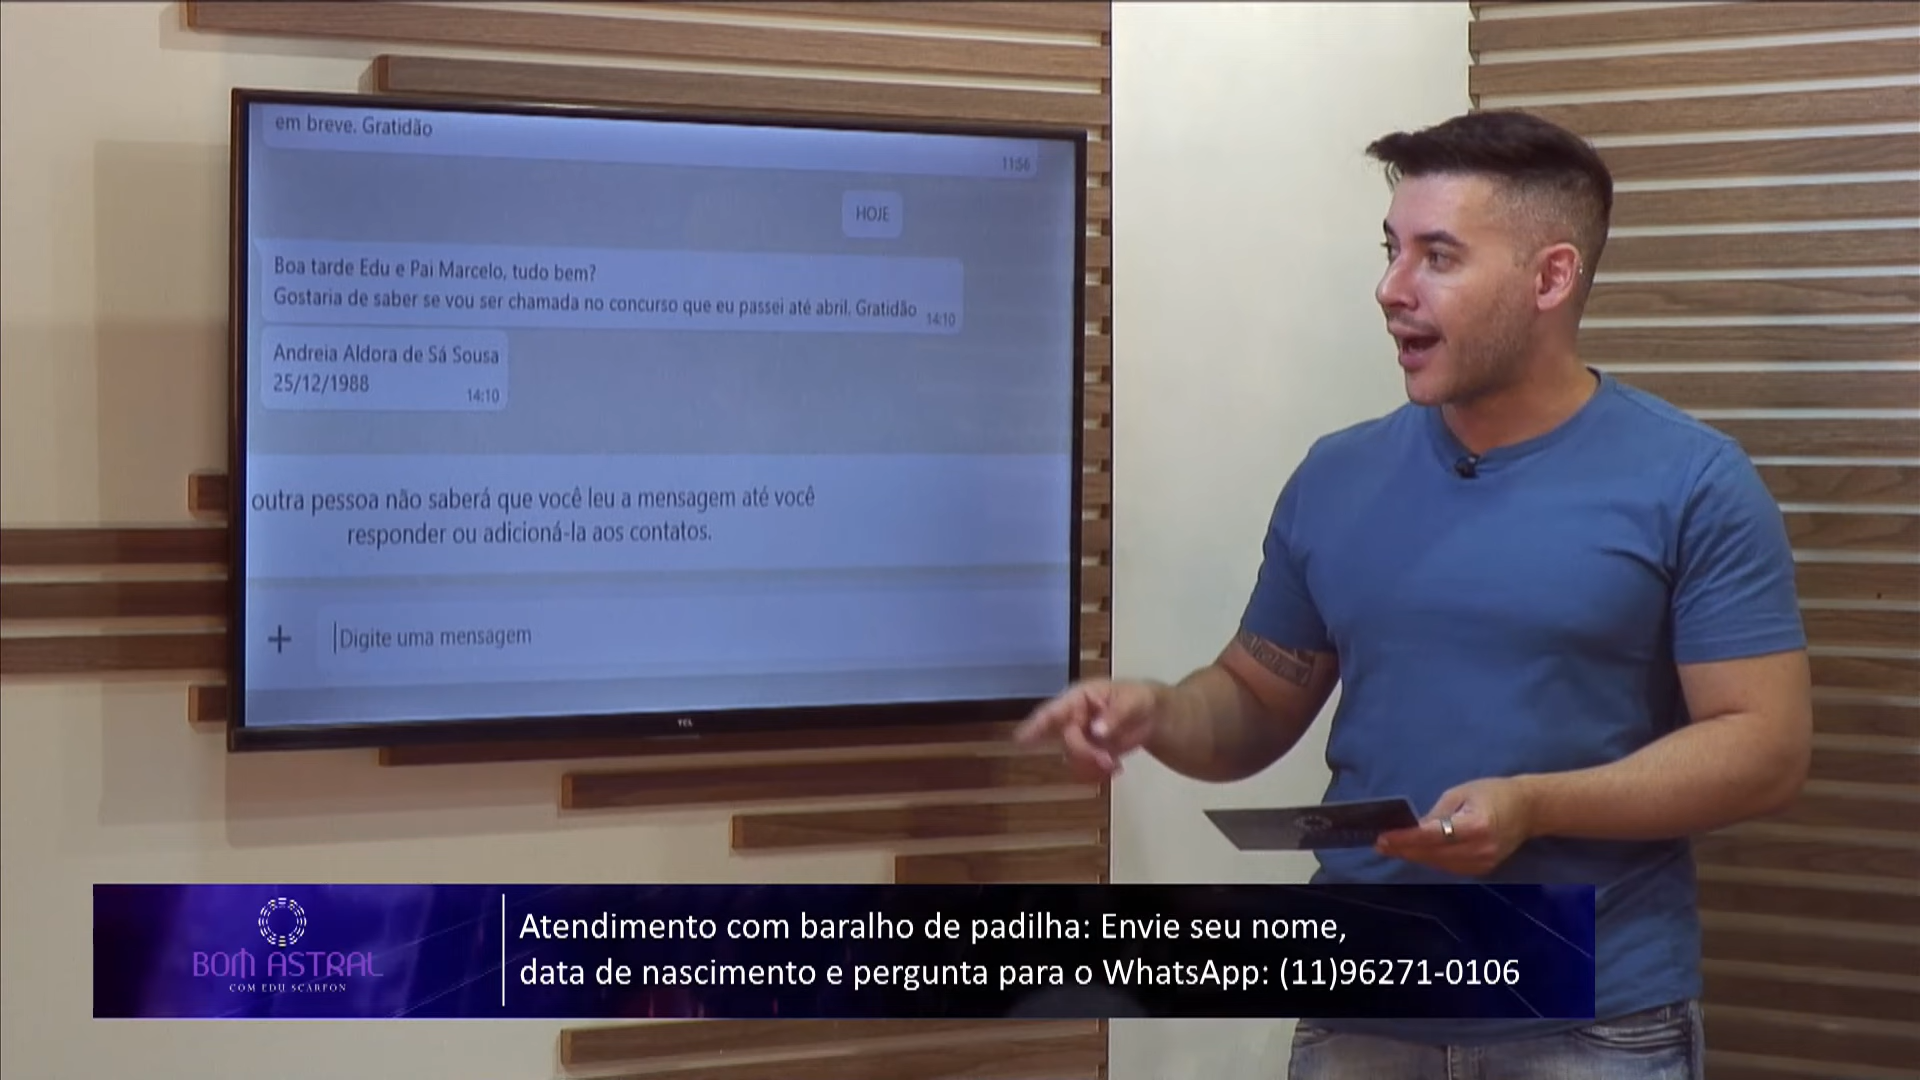 em breve. Gratidão
11:56
HOJE
Boa tarde Edu e Pai Marcelo, tudo bem?
Gostaria de saber se vou ser chamada no concurso que eu passei até abril. Gratidão
14:10
Andreia Aldora de Sá Sousa
25/12/1988
14:10
outra pessoa não saberá que você leu a mensagem até você
responder ou adicioná-la aos contatos.
+
Digite uma mensagem
TCL
BOM ASTRAL
COM EDU SCARFON
Atendimento com baralho de padilha: Envie seu nome,
data de nascimento e pergunta para o WhatsApp: (11)96271-0106